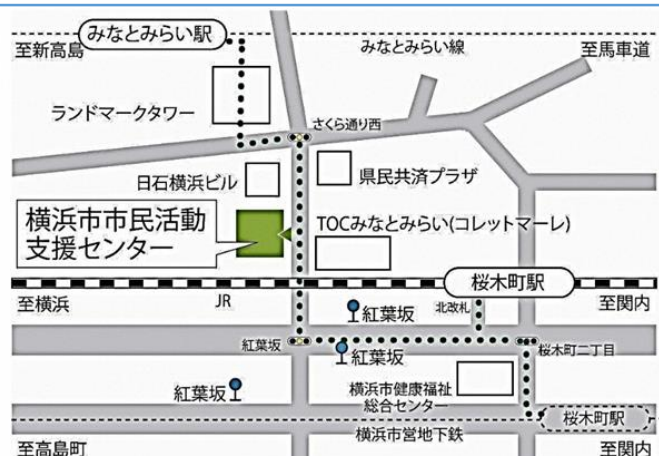 みなとみらい駅
至新高島
みなとみらい線
至馬車道
ランドマークタワー
さくら通り西
日石横浜ビル
県民共済プラザ
横浜市市民活動
支援センター
TOCみなとみらい(コレットマーレ)
桜木町駅
至横浜
JR
至関内
北改札
紅葉坂
紅葉坂
紅葉坂
桜木町二丁目
紅葉坂
横浜市健康福祉
総合センター
桜木町駅
横浜市営地下鉄
至高島町
至関内